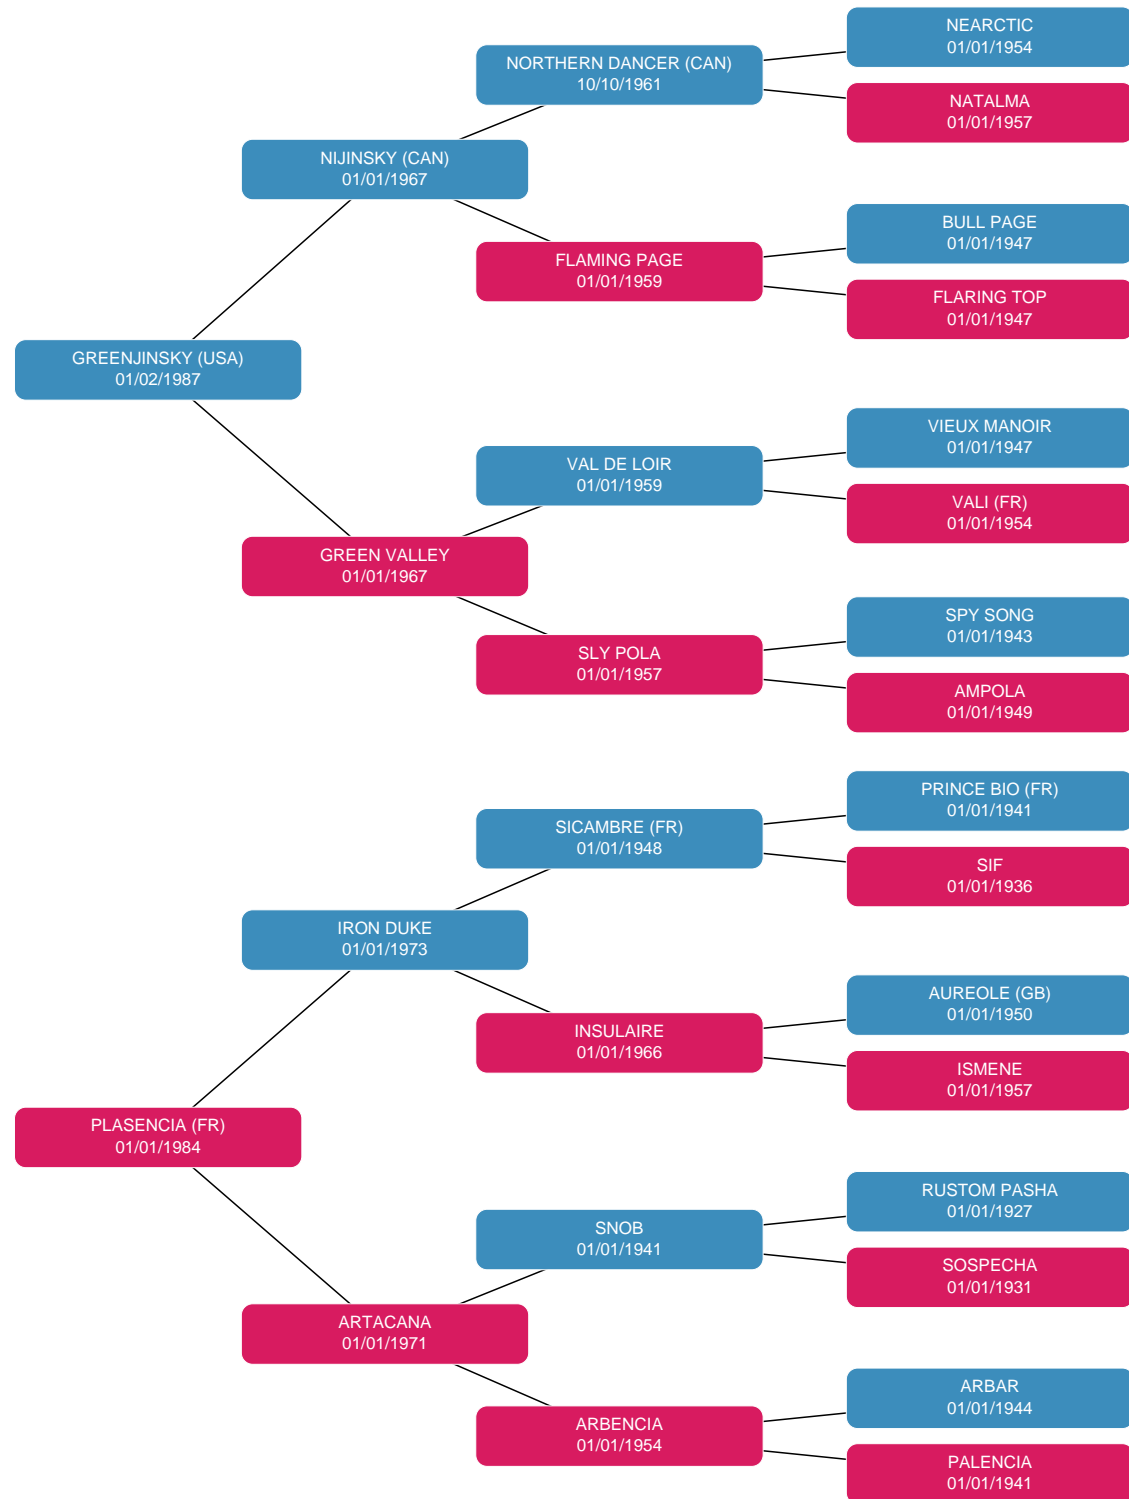 NEARCTIC
01/01/1954
NORTHERN DANCER (CAN)
10/10/1961
NATALMA
01/01/1957
NIJINSKY (CAN)
01/01/1967
BULL PAGE
01/01/1947
FLAMING PAGE
01/01/1959
FLARING TOP
01/01/1947
GREENJINSKY (USA)
01/02/1987
VIEUX MANOIR
01/01/1947
VAL DE LOIR
01/01/1959
VALI (FR)
01/01/1954
GREEN VALLEY
01/01/1967
SPY SONG
01/01/1943
SLY POLA
01/01/1957
AMPOLA
01/01/1949
PRINCE BIO (FR)
01/01/1941
SICAMBRE (FR)
01/01/1948
SIF
01/01/1936
IRON DUKE
01/01/1973
AUREOLE (GB)
01/01/1950
INSULAIRE
01/01/1966
ISMENE
01/01/1957
PLASENCIA (FR)
01/01/1984
RUSTOM PASHA
01/01/1927
SNOB
01/01/1941
SOSPECHA
01/01/1931
ARTACANA
01/01/1971
ARBAR
01/01/1944
ARBENCIA
01/01/1954
PALENCIA
01/01/1941